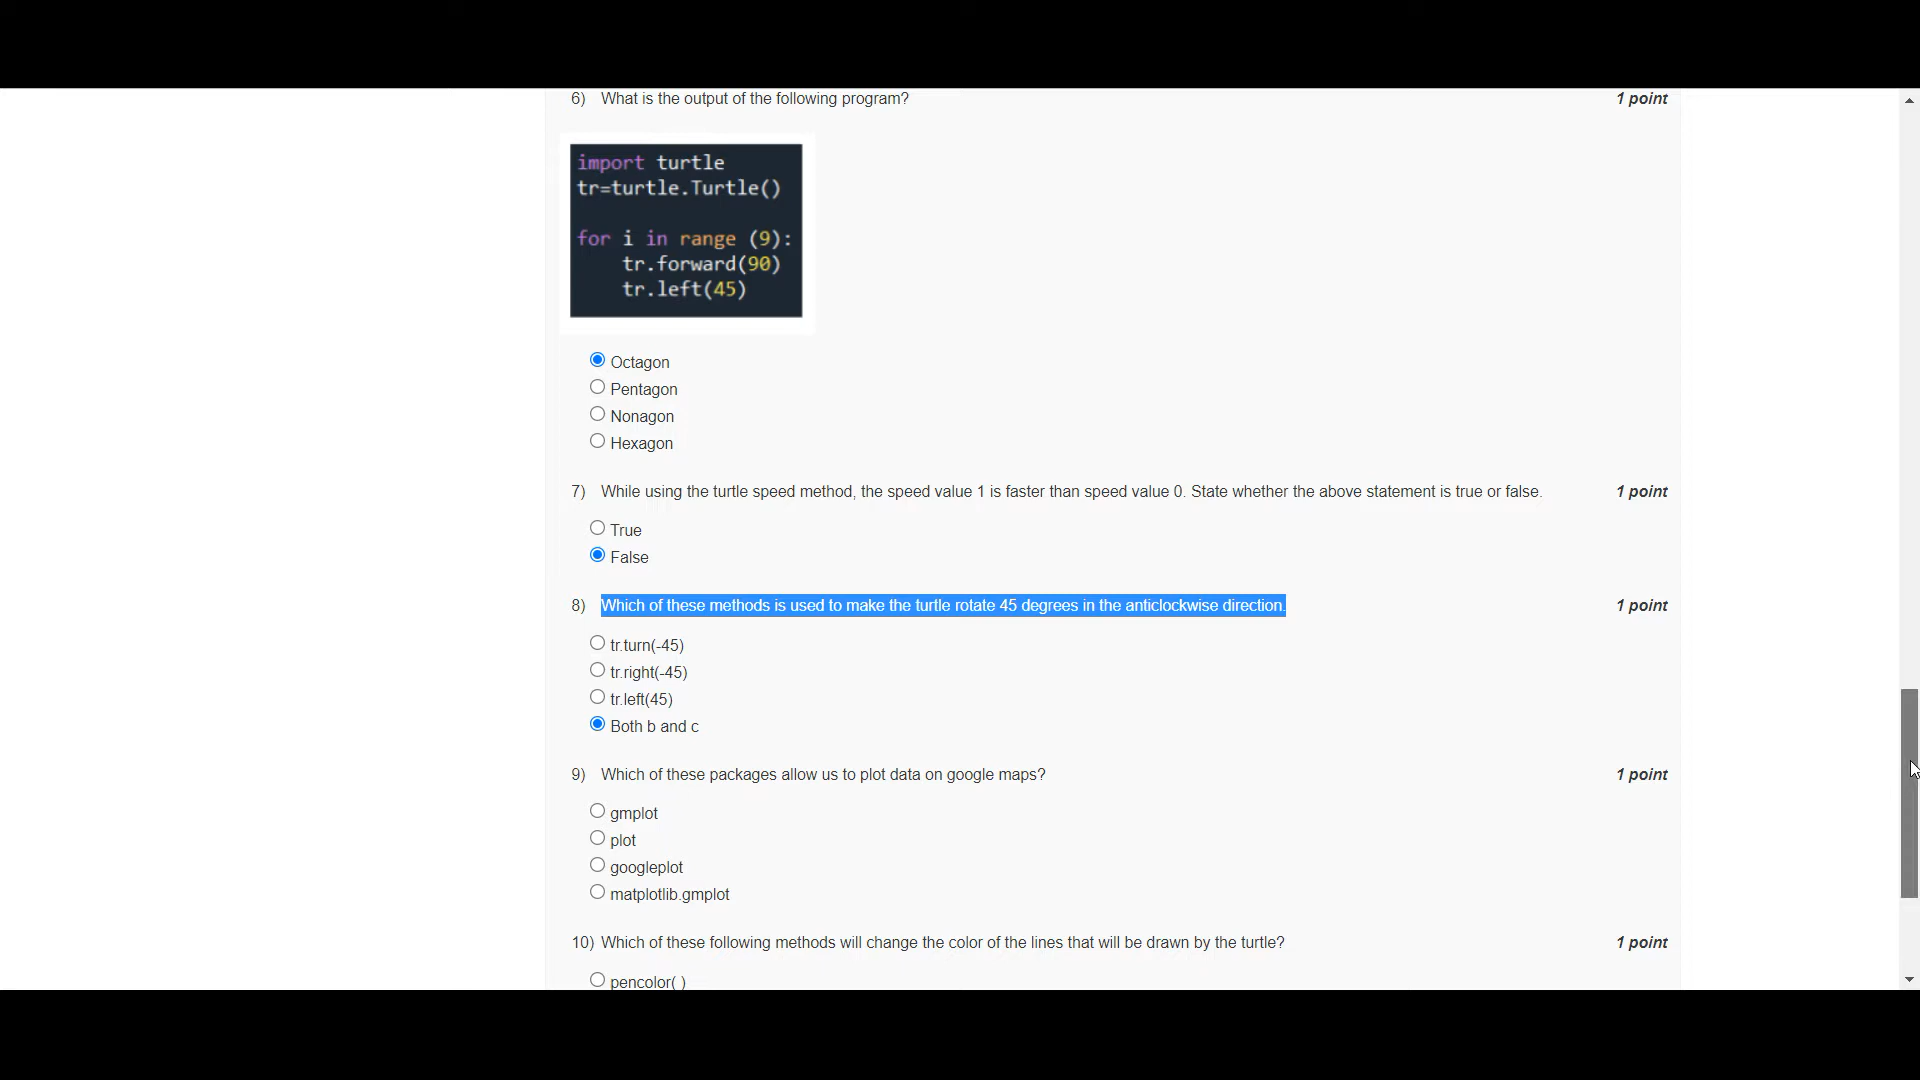 6) What is the output of the following program? 1 point
import turtle
tr=turtle.Turtle()
for i in range (9):
tr.forward(90)
tr.left(45)
Octagon
Pentagon
Nonagon
Hexagon
7) While using the turtle speed method, the speed value 1 is faster than speed value 0. State whether the above statement is true or false. 1 point
True
False
8) Which of these methods is used to make the turtle rotate 45 degrees in the anticlockwise direction. 1 point
tr.turn(-45)
tr.right(-45)
tr.left(45)
Both b and c
9) Which of these packages allow us to plot data on google maps? 1 point
gmplot
plot
googleplot
matplotlib.gmplot
10) Which of these following methods will change the color of the lines that will be drawn by the turtle? 1 point
pencolor( )